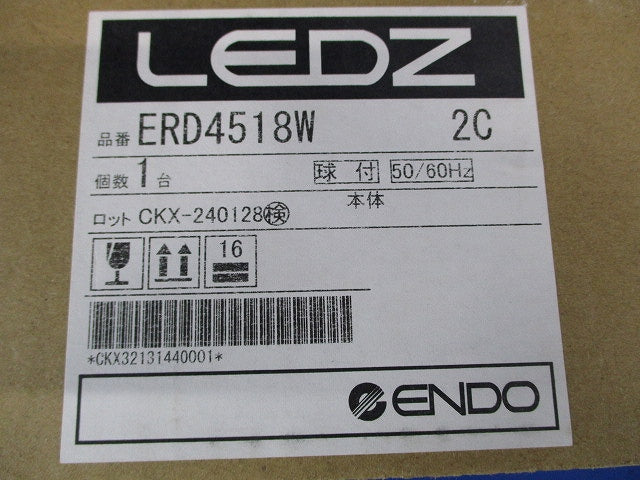 LEDZ
品番 ERD4518W 2C
個数 1 台 球付 50/60Hz
本体
ロット CKX-240128 検
16
*CKX32131440001*
ENDO